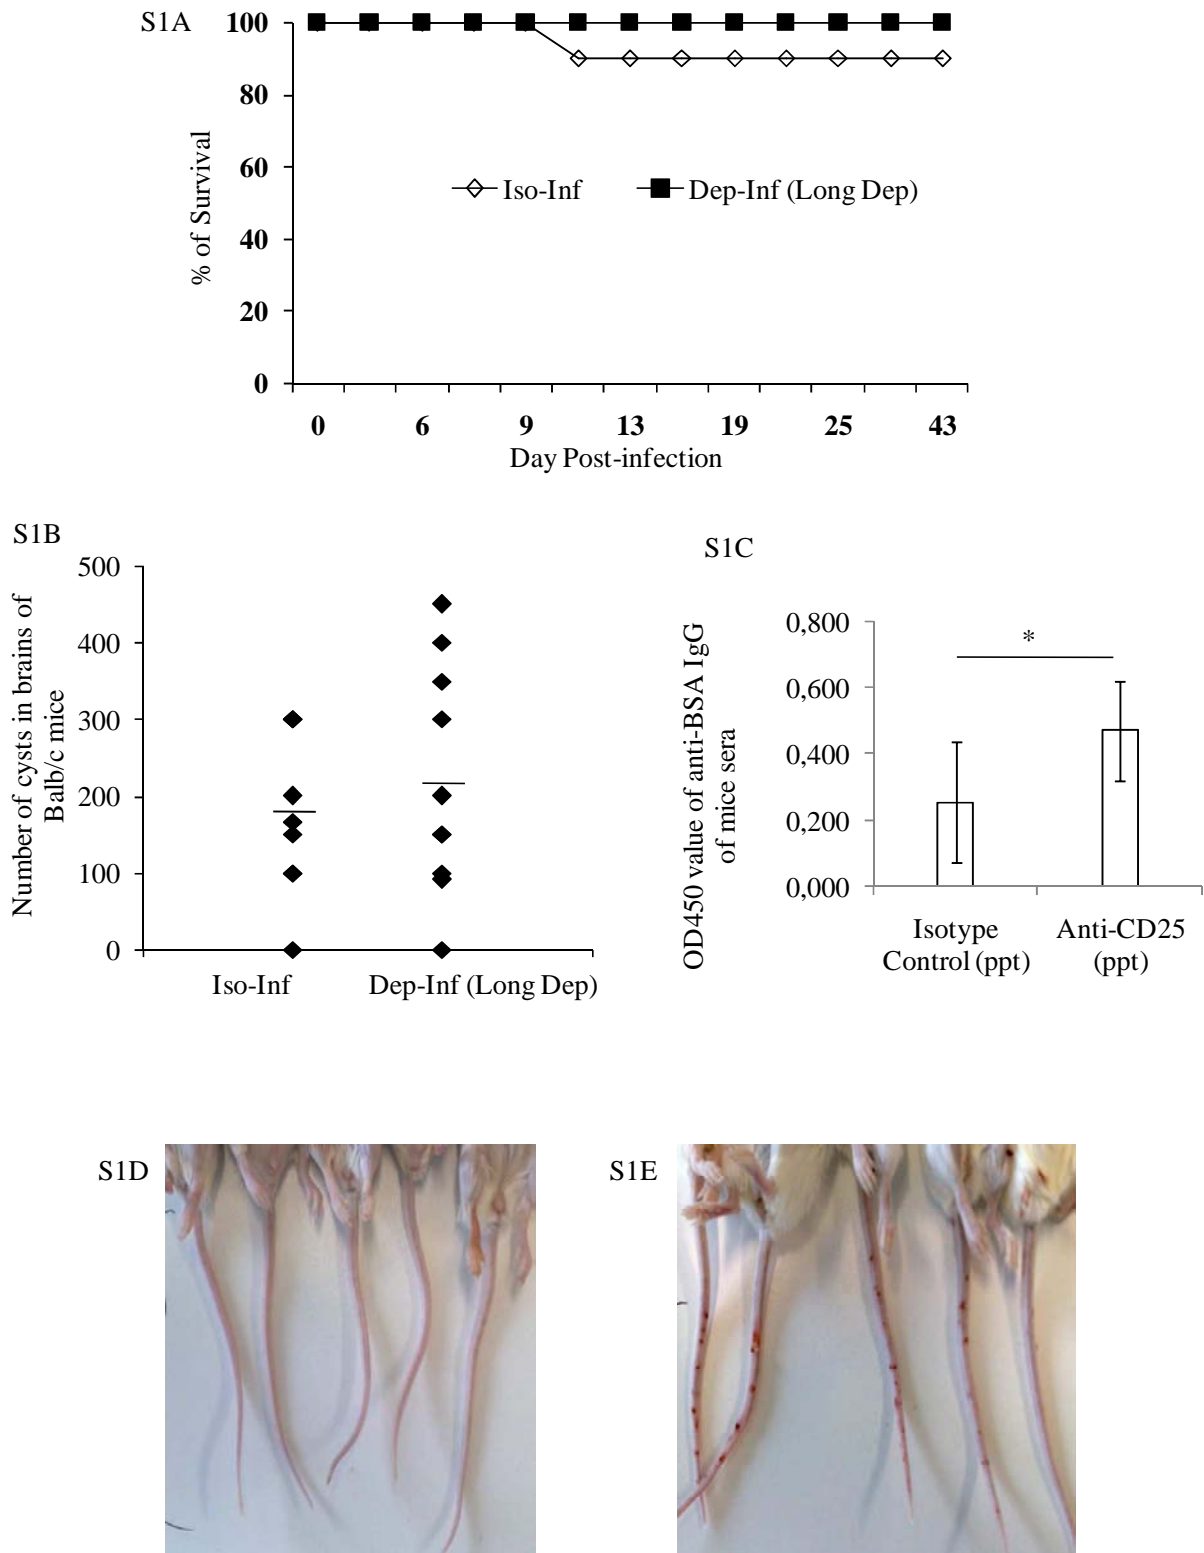 S1A
100
80
60
40
20
0
% of Survival
Iso-Inf
Dep-Inf (Long Dep)
0 6 9 13 19 25 43
Day Post-infection
S1B
Number of cysts in brains of
Balb/c mice
500
400
300
200
100
0
Iso-Inf
Dep-Inf (Long Dep)
S1C
OD450 value of anti-BSA IgG
of mice sera
0,800
0,600
0,400
0,200
0,000
*
Isotype
Control (ppt)
Anti-CD25
(ppt)
S1D
S1E